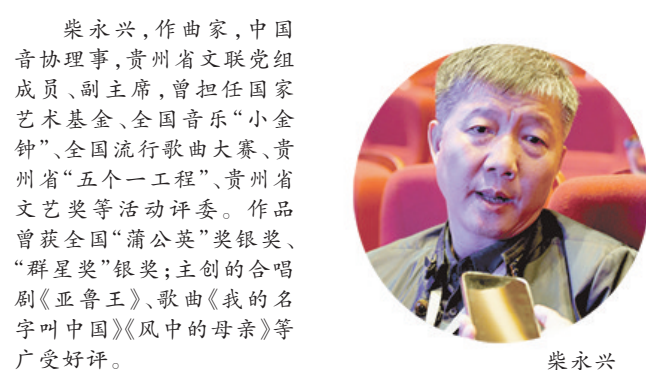 柴永兴,作曲家,中国
音协理事,贵州省文联党组
成员、副主席,曾担任国家
艺术基金、全国音乐“小金
钟”、全国流行歌曲大赛、贵
州省“五个一工程”、贵州省
文艺奖等活动评委。作品
曾获全国“蒲公英”奖银奖、
“群星奖”银奖;主创的合唱
剧《亚鲁王》、歌曲《我的名
字叫中国》《风中的母亲》等
广受好评。
柴永兴